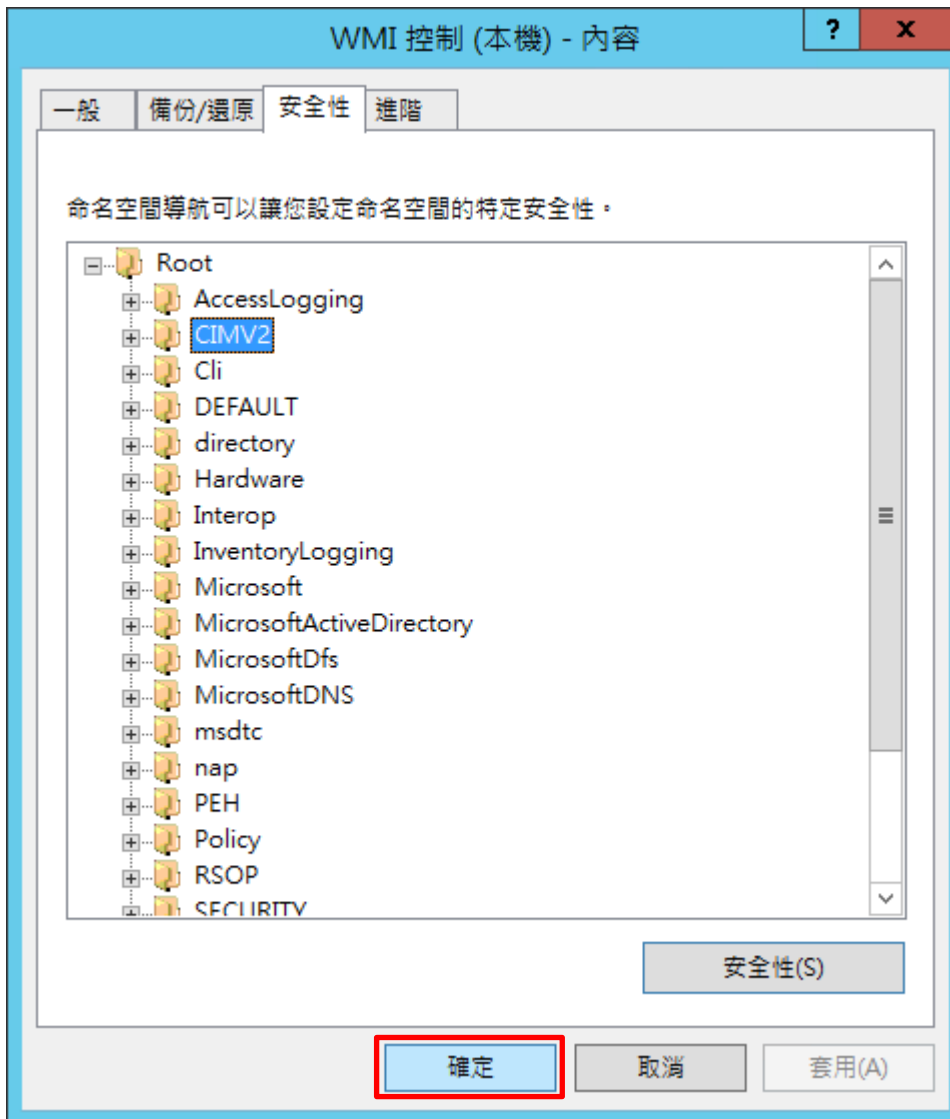 WMI 控制 (本機) - 內容
? x
一般 備份/還原 安全性 進階
命名空間導航可以讓您設定命名空間的特定安全性。
Root
AccessLogging
CIMV2
Cli
DEFAULT
directory
Hardware
Interop
InventoryLogging
Microsoft
MicrosoftActiveDirectory
MicrosoftDfs
MicrosoftDNS
msdtc
nap
PEH
Policy
RSOP
SECURITY
安全性(S)
確定 取消 套用(A)